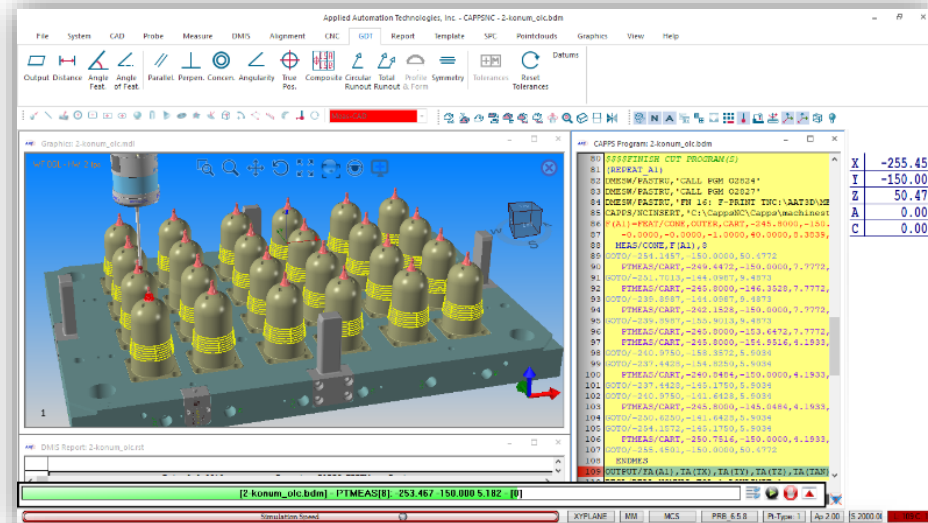 Applied Automation Technologies, Inc. - CAPPSNC - 2-konum_olc.bdm
File System CAD Probe Measure DMIS Alignment CNC GDT Report Template SPC Pointclouds Graphics View Help
Datums
Output Distance Angle Feat. Angle of Feat. Parallel. Perpen. Concen. Angularity True Pos. Composite Circular Runout Total Runout Profile & Form Symmetry Tolerances Reset Tolerances
Graphics: 2-konum_olc.mdl
CAPPS Program: 2-konum_olc.bdm
80 $$$$FINISH CUT PROGRAM(S)
81 (REPEAT_A1)
82 DMESW/PASTRU,'CALL PGM O2824'
83 DMESW/PASTRU,'CALL PGM O2827'
84 DMESW/PASTRU,'FN 16: F-PRINT TNC:\AAT3D\ME
85 CAPPS/NCINSERT,"C:\CappsNC\Capps\machinest
86 F(A1)=FEAT/CONE,OUTER,CART,-245.8000,-150.
87 -0.0000,-0.0000,-1.0000,40.0000,8.3839,
88 MEAS/CONE,F(A1),8
89 GOTO/-254.1457,-150.0000,50.4772
90 PTMEAS/CART,-249.4472,-150.0000,7.7772,
91 GOTO/-251.7013,-144.0987,9.4873
92 PTMEAS/CART,-245.8000,-146.3528,7.7772,
93 GOTO/-239.8987,-144.0987,9.4873
94 PTMEAS/CART,-242.1528,-150.0000,7.7772,
95 GOTO/-239.8987,-155.9013,9.4873
96 PTMEAS/CART,-245.8000,-153.6472,7.7772,
97 PTMEAS/CART,-245.8000,-154.9516,4.1933,
98 GOTO/-240.9750,-158.3572,5.9034
99 GOTO/-237.4428,-154.8250,5.9034
100 PTMEAS/CART,-240.8484,-150.0000,4.1933,
101 GOTO/-237.4428,-145.1750,5.9034
102 GOTO/-240.9750,-141.6428,5.9034
103 PTMEAS/CART,-245.8000,-145.0486,4.1933,
104 GOTO/-250.6250,-141.6428,5.9034
105 GOTO/-254.1572,-145.1750,5.9034
106 PTMEAS/CART,-250.7516,-150.0000,4.1933,
107 GOTO/-255.4501,-150.0000,50.4772
108 ENDMES
109 OUTPUT/FA(A1),TA(TX),TA(TY),TA(TZ),TA(TAN)
X -255.45
Y -150.00
Z 50.47
A 0.00
C 0.00
W
S
1
DMIS Report: 2-konum_olc.rst
[2-konum_olc.bdm] - PTMEAS[8]: -253.467 -150.000 5.182 - [0]
Simulation Speed
XYPLANE MM MCS PRB_6.5.8 Pt-Type: 1 Ap 2.00 S 2000.0